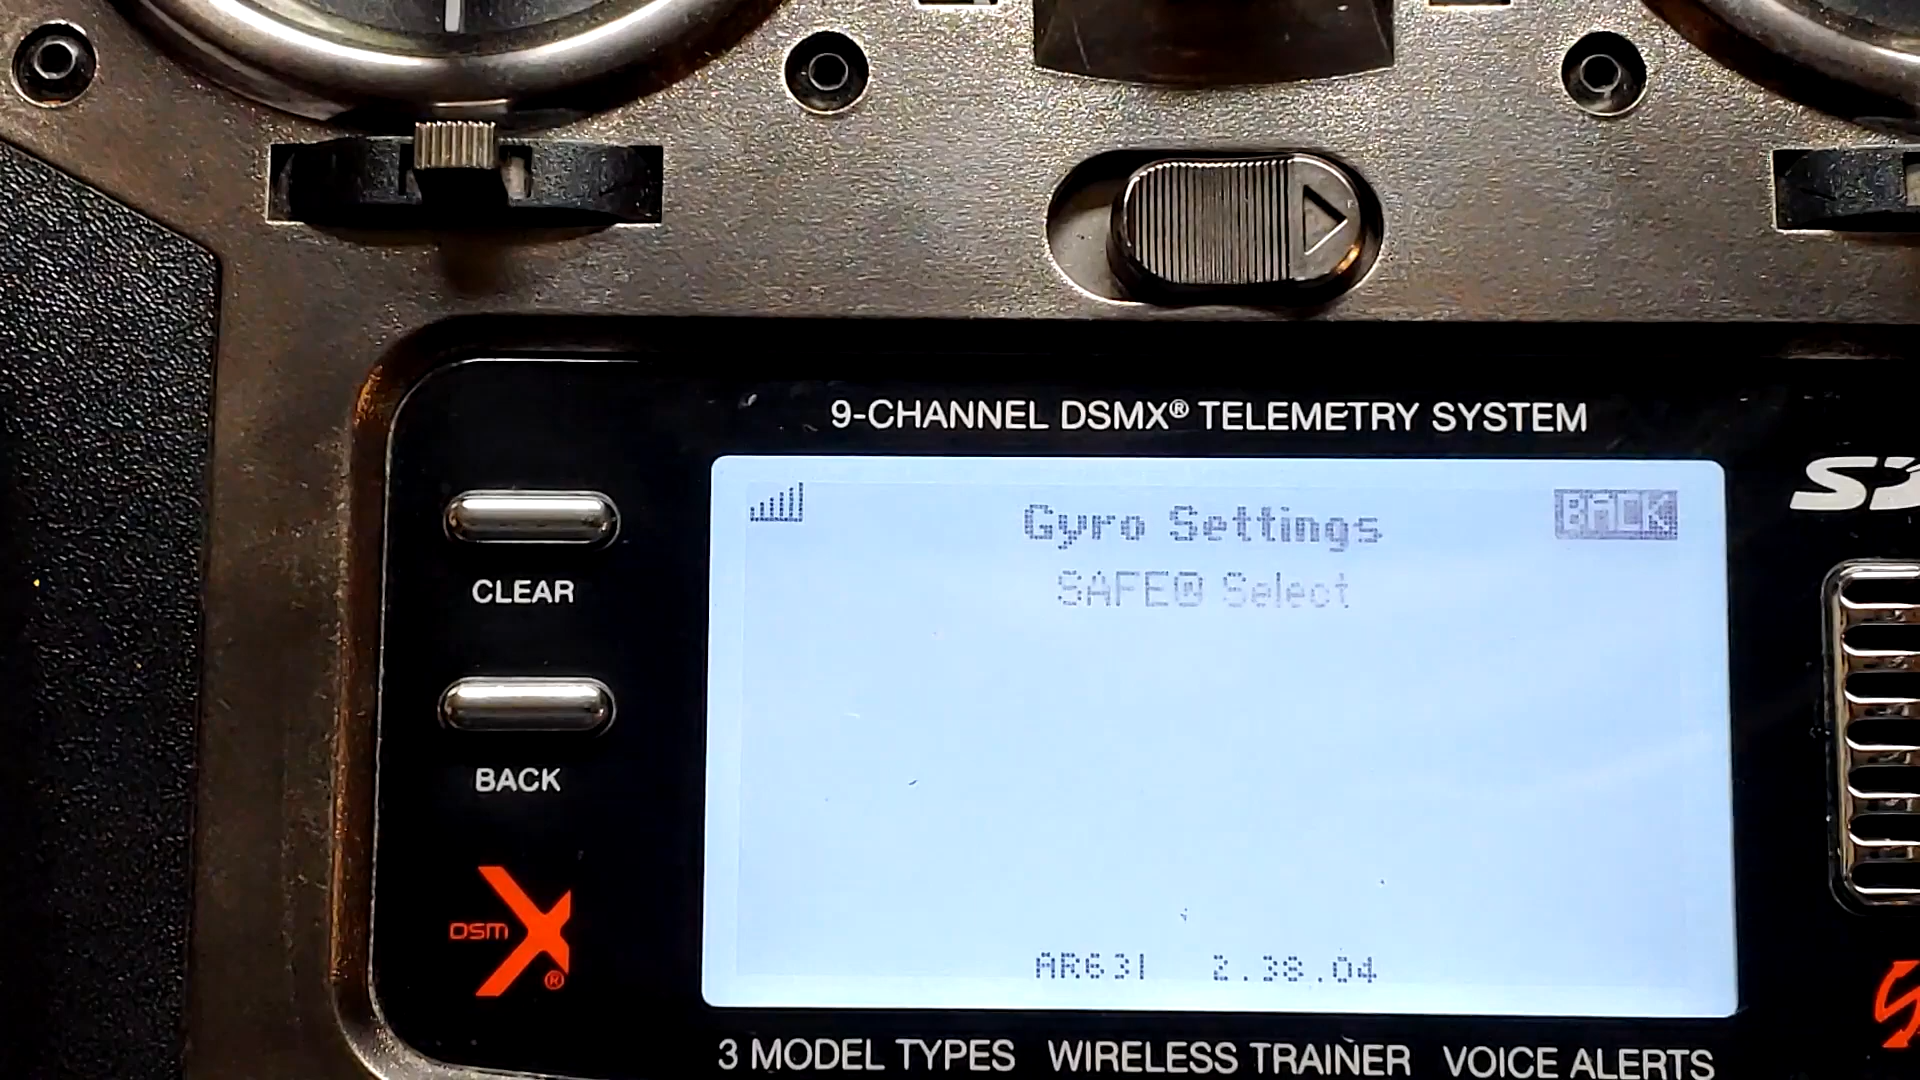 9-CHANNEL DSMX® TELEMETRY SYSTEM
BACK
Gyro Settings
SAFE® Select
CLEAR
BACK
DSMX®
AR631 2.38.04
3 MODEL TYPES WIRELESS TRAINER VOICE ALERTS